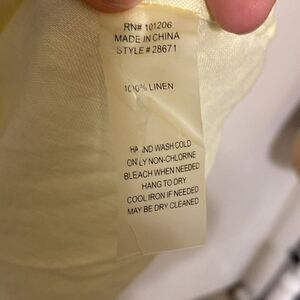 RN# 101206
MADE IN CHINA
STYLE # 28671
100% LINEN
HAND WASH COLD
ONLY NON-CHLORINE
BLEACH WHEN NEEDED
HANG TO DRY
COOL IRON IF NEEDED
MAY BE DRY CLEANED